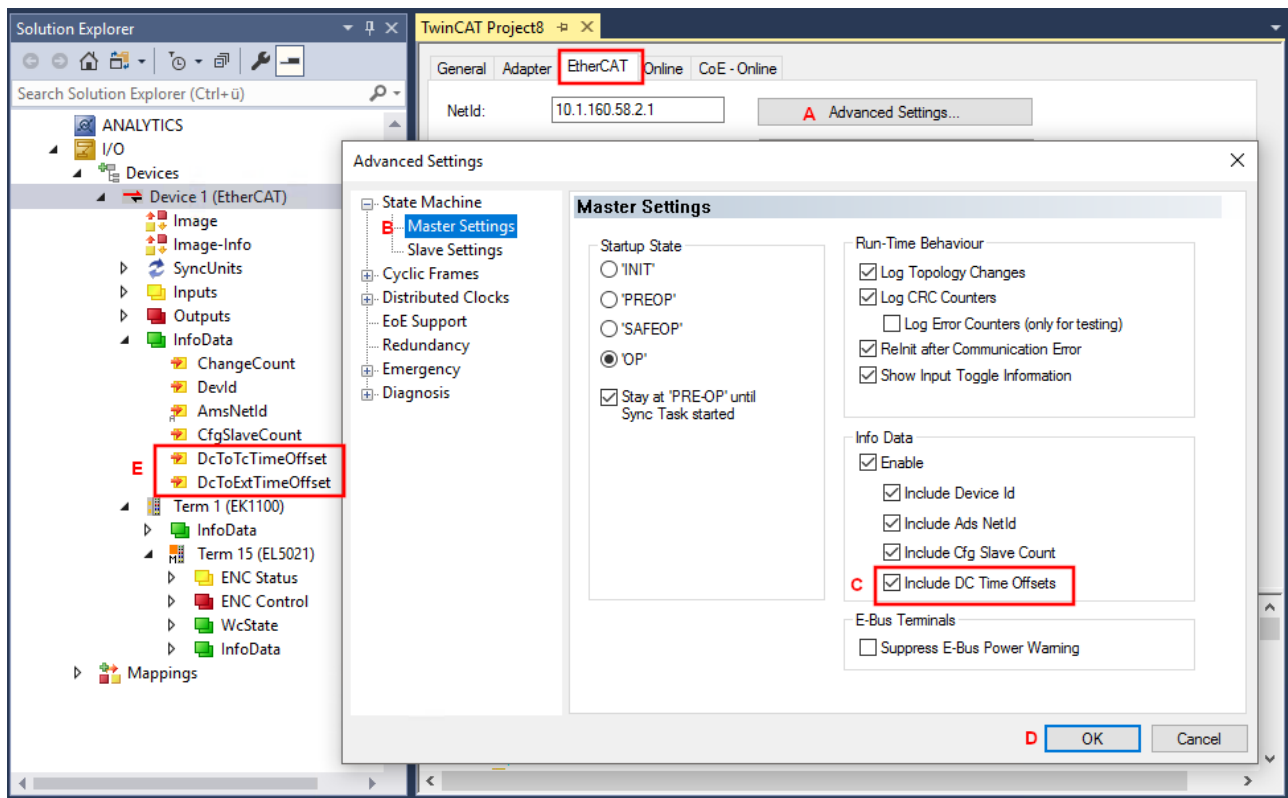 Solution Explorer
Search Solution Explorer (Ctrl+ü)
ANALYTICS
I/O
Devices
Device 1 (EtherCAT)
Image
Image-Info
SyncUnits
Inputs
Outputs
InfoData
ChangeCount
DevId
AmsNetId
CfgSlaveCount
E
DcToTcTimeOffset
DcToExtTimeOffset
Term 1 (EK1100)
InfoData
Term 15 (EL5021)
ENC Status
ENC Control
WcState
InfoData
Mappings
TwinCAT Project8
General Adapter EtherCAT Online CoE - Online
NetId: 10.1.160.58.2.1 A Advanced Settings...
Advanced Settings
State Machine
B Master Settings
Slave Settings
Cyclic Frames
Distributed Clocks
EoE Support
Redundancy
Emergency
Diagnosis
Master Settings
Startup State
'INIT'
'PREOP'
'SAFEOP'
'OP'
Stay at 'PRE-OP' until
Sync Task started
Run-Time Behaviour
Log Topology Changes
Log CRC Counters
Log Error Counters (only for testing)
ReInit after Communication Error
Show Input Toggle Information
Info Data
Enable
Include Device Id
Include Ads NetId
Include Cfg Slave Count
C Include DC Time Offsets
E-Bus Terminals
Suppress E-Bus Power Warning
D OK Cancel